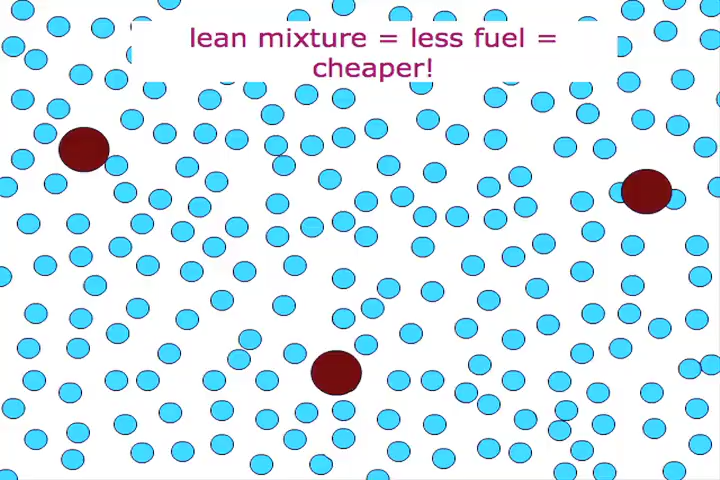 lean mixture = less fuel =
cheaper!